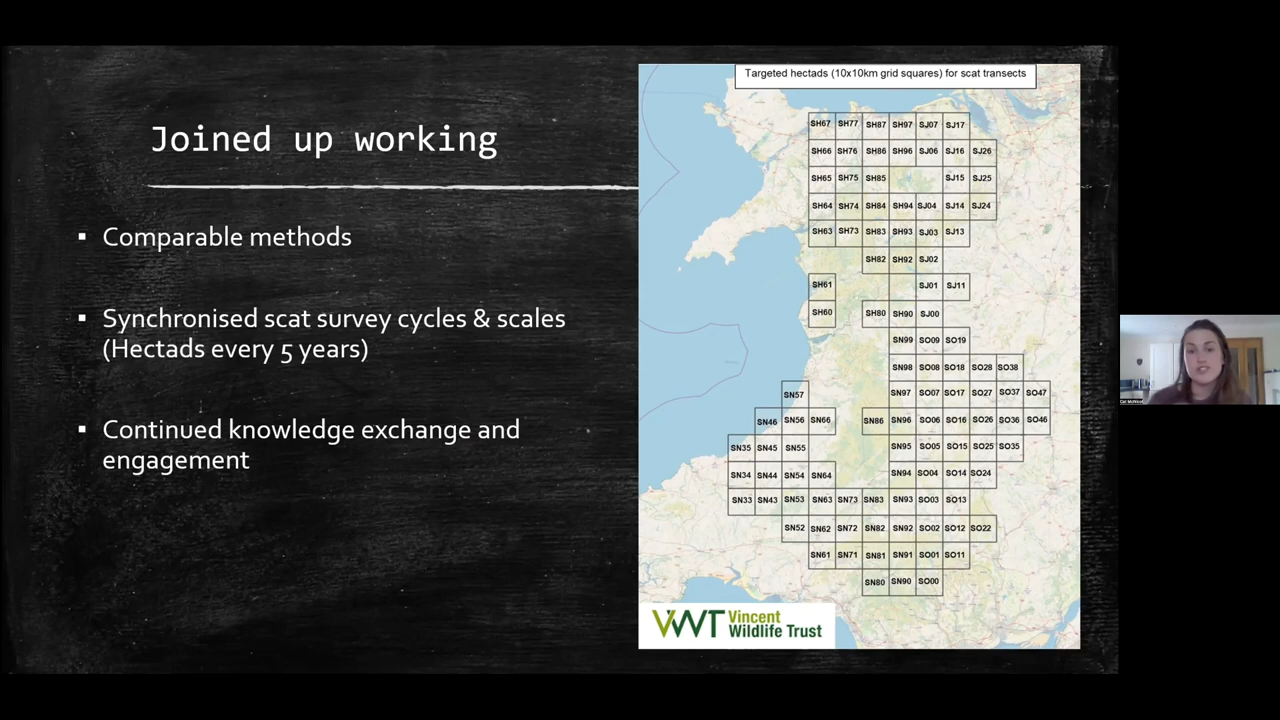 Joined up working
▪ Comparable methods
▪ Synchronised scat survey cycles & scales
(Hectads every 5 years)
▪ Continued knowledge exchange and
engagement
Targeted hectads (10x10km grid squares) for scat transects
SH67 SH77 SH87 SH97 SJ07 SJ17
SH66 SH76 SH86 SH96 SJ06 SJ16 SJ26
SH65 SH75 SH85 SJ15 SJ25
SH64 SH74 SH84 SH94 SJ04 SJ14 SJ24
SH63 SH73 SH83 SH93 SJ03 SJ13
SH82 SH92 SJ02
SH61 SJ01 SJ11
SH60 SH80 SH90 SJ00
SN99 SO09 SO19
SN98 SO08 SO18 SO28 SO38
SN57 SN97 SO07 SO17 SO27 SO37 SO47
SN46 SN56 SN66 SN86 SN96 SO06 SO16 SO26 SO36 SO46
SN35 SN45 SN55 SN95 SO05 SO15 SO25 SO35
SN34 SN44 SN54 SN64 SN94 SO04 SO14 SO24
SN33 SN43 SN53 SN63 SN73 SN83 SN93 SO03 SO13
SN52 SN62 SN72 SN82 SN92 SO02 SO12 SO22
SN61 SN71 SN81 SN91 SO01 SO11
SN80 SN90 SO00
VWT Vincent
Wildlife Trust